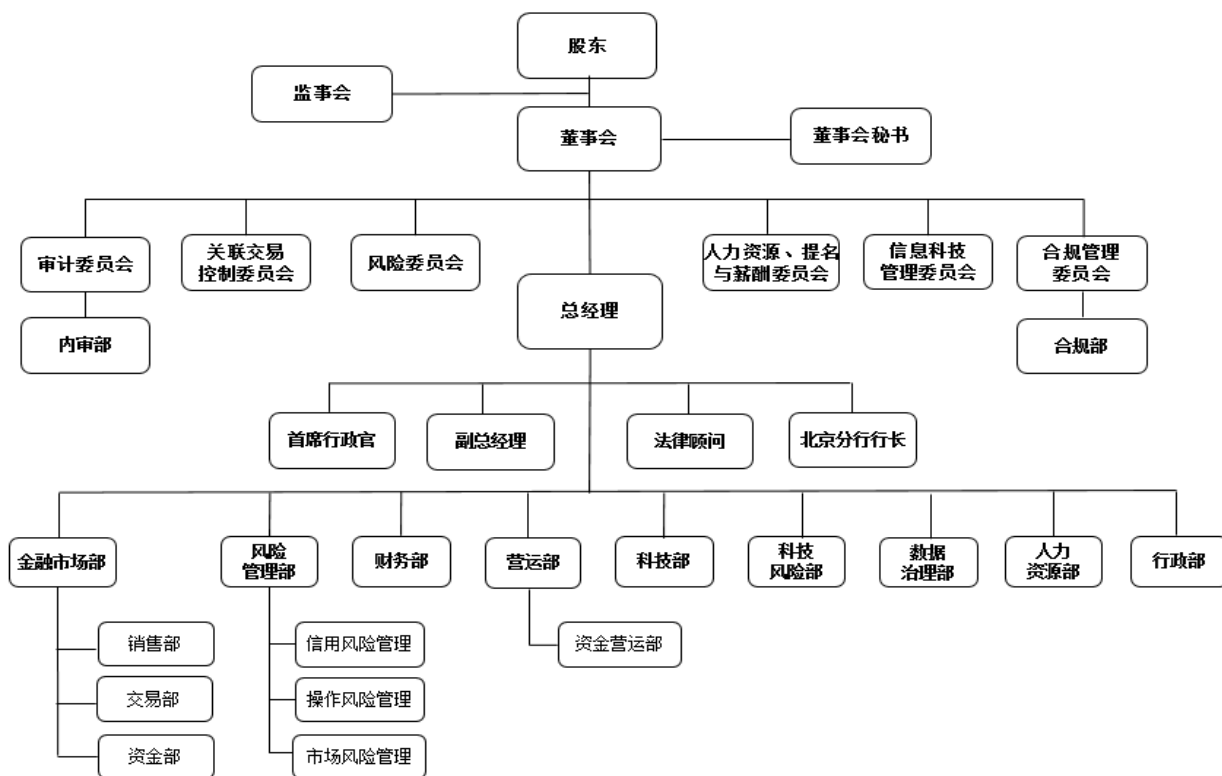 股东
监事会
董事会
董事会秘书
审计委员会
关联交易
控制委员会
风险委员会
人力资源、提名
与薪酬委员会
信息科技
管理委员会
合规管理
委员会
总经理
内审部
合规部
首席行政官
副总经理
法律顾问
北京分行行长
金融市场部
风险
管理部
财务部
营运部
科技部
科技
风险部
数据
治理部
人力
资源部
行政部
销售部
信用风险管理
资金营运部
交易部
操作风险管理
资金部
市场风险管理